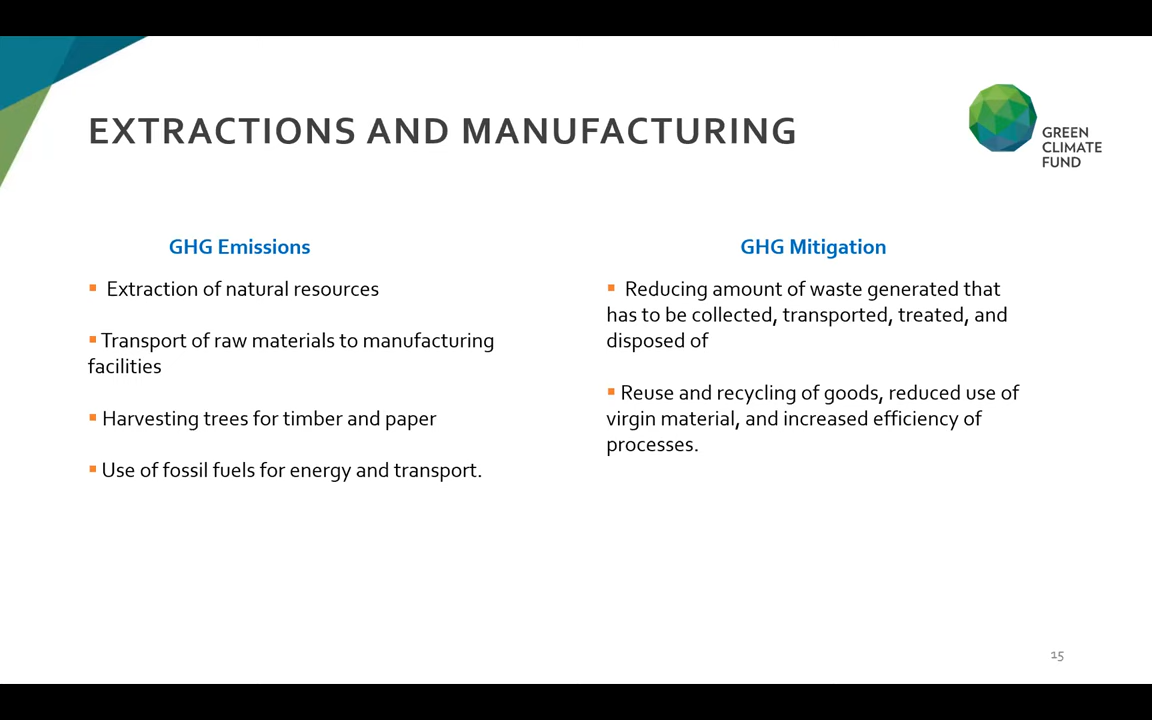 EXTRACTIONS AND MANUFACTURING
GREEN
CLIMATE
FUND
GHG Emissions
▪ Extraction of natural resources
▪ Transport of raw materials to manufacturing
facilities
▪ Harvesting trees for timber and paper
▪ Use of fossil fuels for energy and transport.
GHG Mitigation
▪ Reducing amount of waste generated that
has to be collected, transported, treated, and
disposed of
▪ Reuse and recycling of goods, reduced use of
virgin material, and increased efficiency of
processes.
15